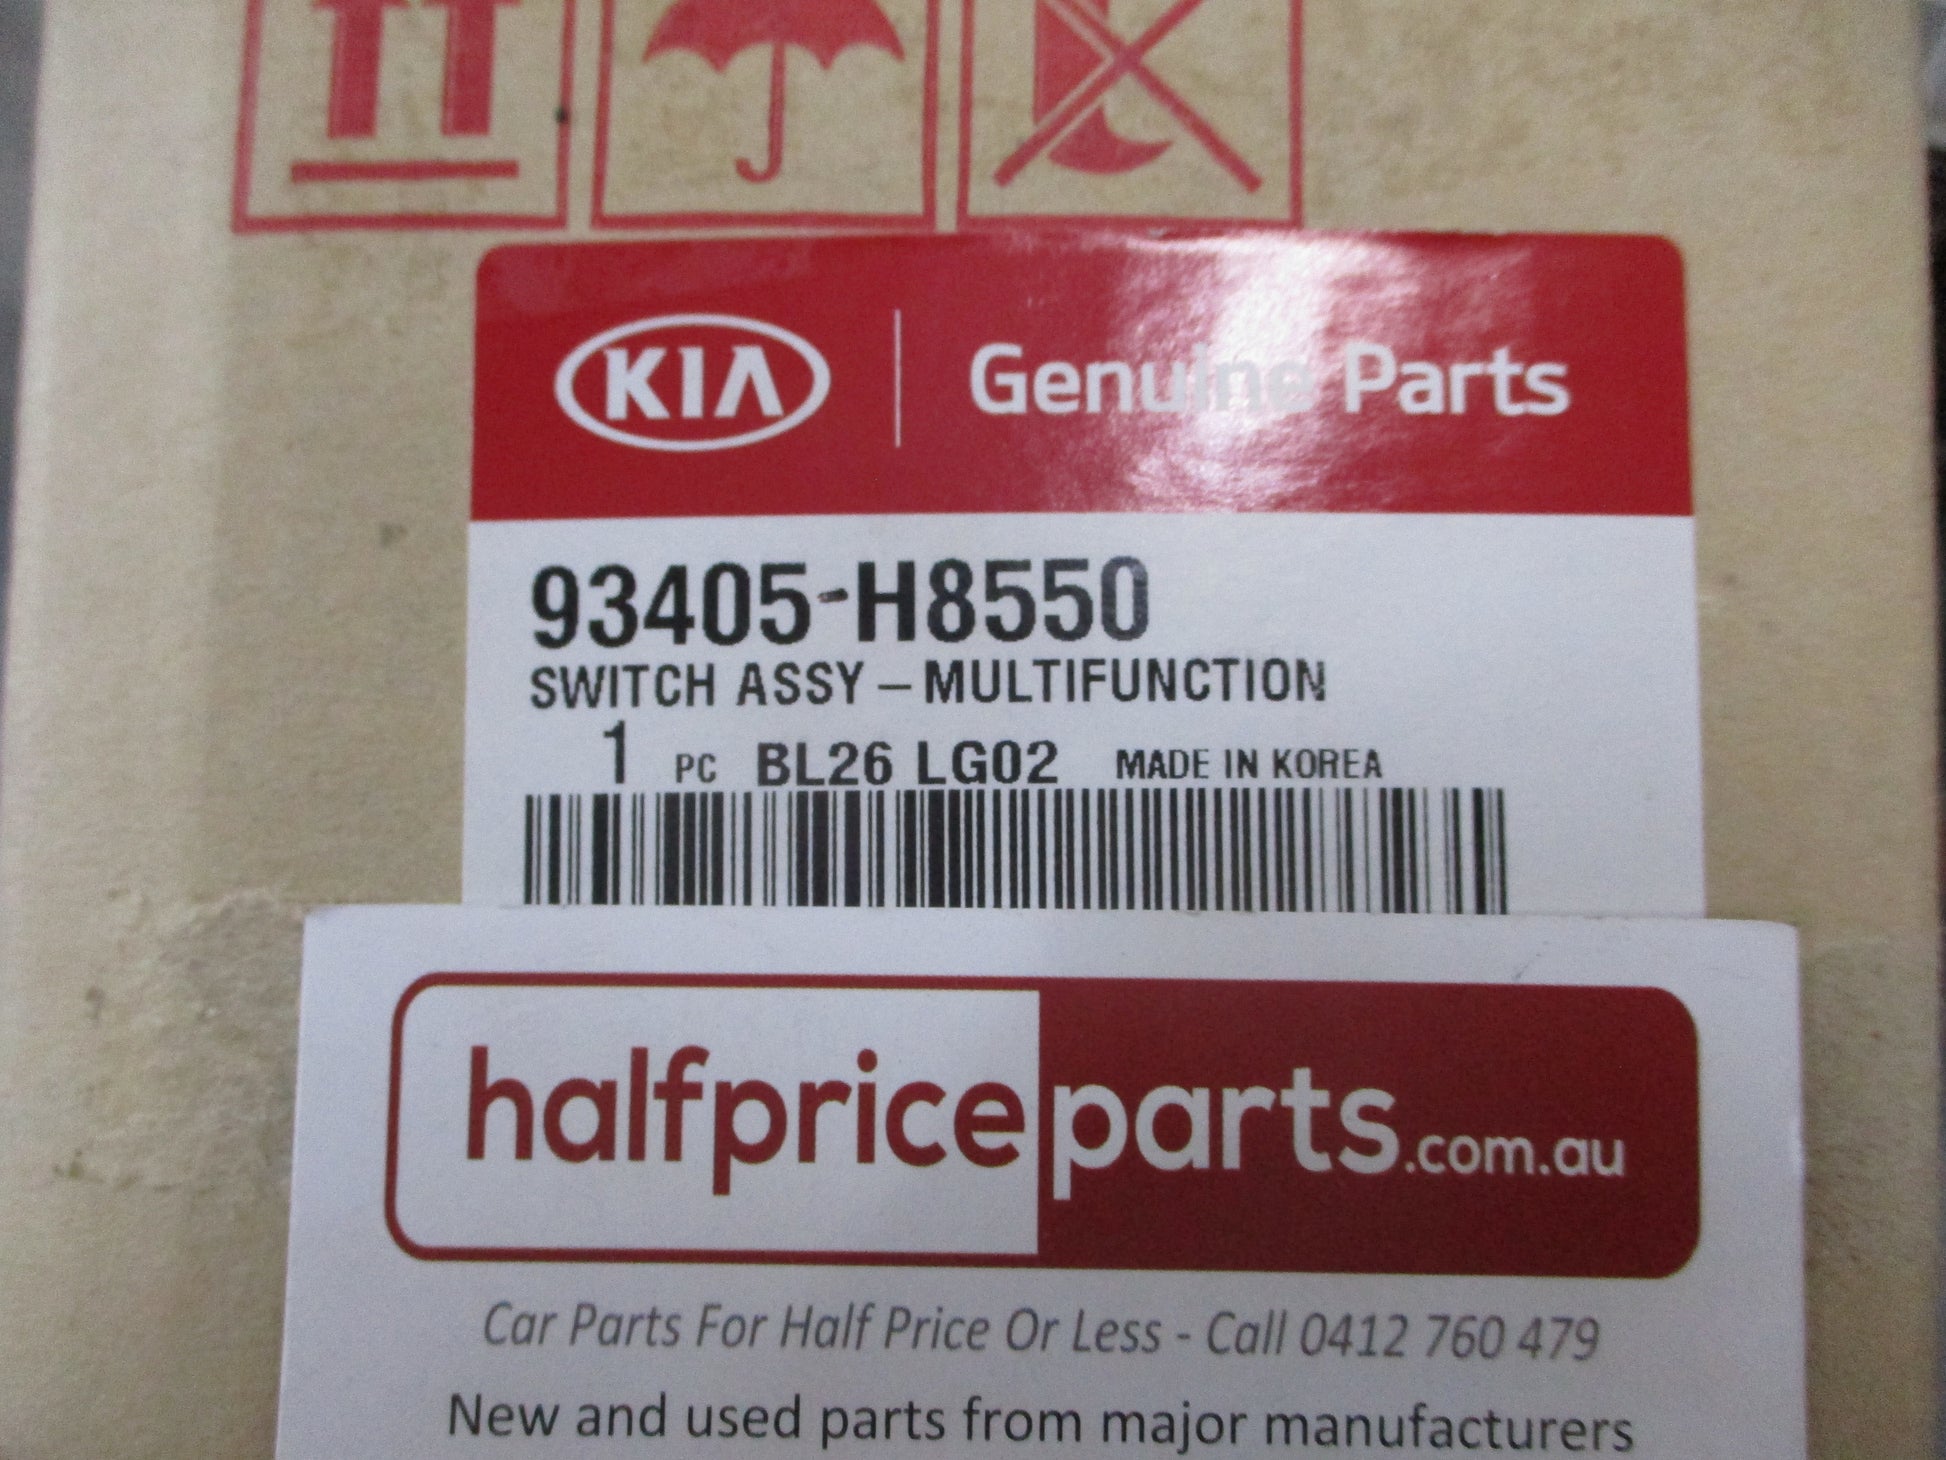 KIA Genuine Parts
93405-H8550
SWITCH ASSY – MULTIFUNCTION
1 PC BL26 LG02 MADE IN KOREA
halfpriceparts.com.au
Car Parts For Half Price Or Less - Call 0412 760 479
New and used parts from major manufacturers